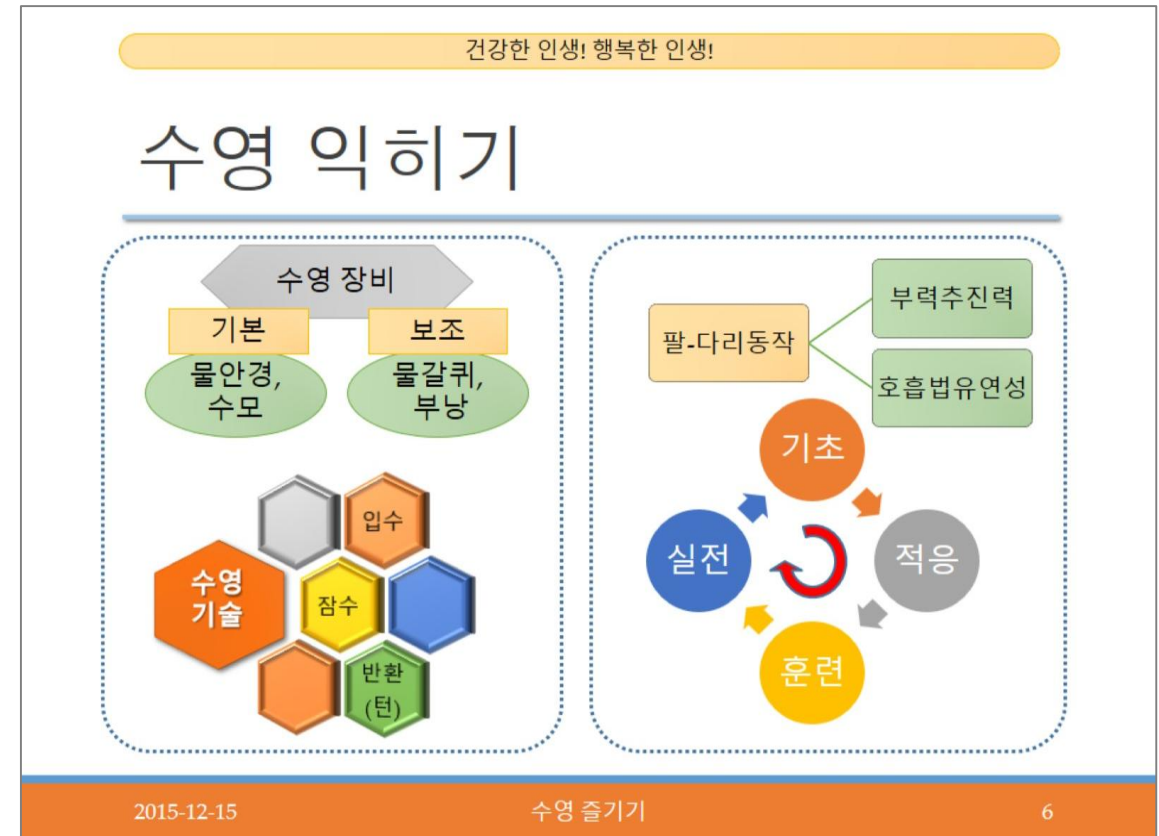 건강한 인생! 행복한 인생!
수영 익히기
수영 장비
기본
보조
물안경,
수모
물갈퀴,
부낭
수영
기술
입수
잠수
반환
(턴)
팔-다리동작
부력추진력
호흡법유연성
기초
적응
훈련
실전
2015-12-15
수영 즐기기
6